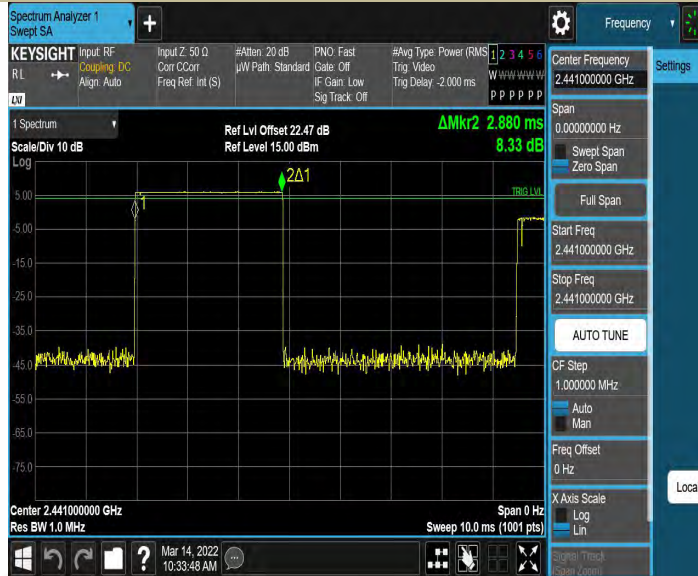 Spectrum Analyzer 1
Swept SA
Frequency
KEYSIGHT
RL
LXI
Input: RF
Coupling: DC
Align: Auto
Input Z: 50 Ω
Corr CCorr
Freq Ref: Int (S)
#Atten: 20 dB
µW Path: Standard
PNO: Fast
Gate: Off
IF Gain: Low
Sig Track: Off
#Avg Type: Power (RMS
Trig: Video
Trig Delay: -2.000 ms
1 2 3 4 5 6
W W W W W W
P P P P P P
1 Spectrum
Scale/Div 10 dB
Ref Lvl Offset 22.47 dB
Ref Level 15.00 dBm
ΔMkr2 2.880 ms
8.33 dB
Log
2Δ1
TRIG LVL
5.00
-5.00
-15.0
-25.0
-35.0
-45.0
-55.0
-65.0
-75.0
Center 2.441000000 GHz
Res BW 1.0 MHz
Span 0 Hz
Sweep 10.0 ms (1001 pts)
Mar 14, 2022
10:33:48 AM
Center Frequency
2.441000000 GHz
Settings
Span
0.00000000 Hz
Swept Span
Zero Span
Full Span
Start Freq
2.441000000 GHz
Stop Freq
2.441000000 GHz
AUTO TUNE
CF Step
1.000000 MHz
Auto
Man
Freq Offset
0 Hz
X Axis Scale
Log
Lin
Signal Track
(Span Zoom)
Loca